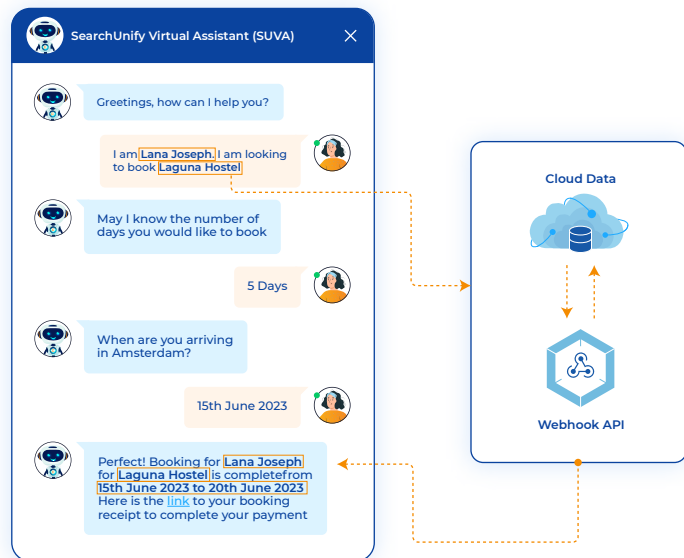 SearchUnify Virtual Assistant (SUVA)
Greetings, how can I help you?
I am Lana Joseph. I am looking
to book Laguna Hostel
May I know the number of
days you would like to book
5 Days
When are you arriving
in Amsterdam?
15th June 2023
Perfect! Booking for Lana Joseph
for Laguna Hostel is completefrom
15th June 2023 to 20th June 2023
Here is the link to your booking
receipt to complete your payment
Cloud Data
Webhook API